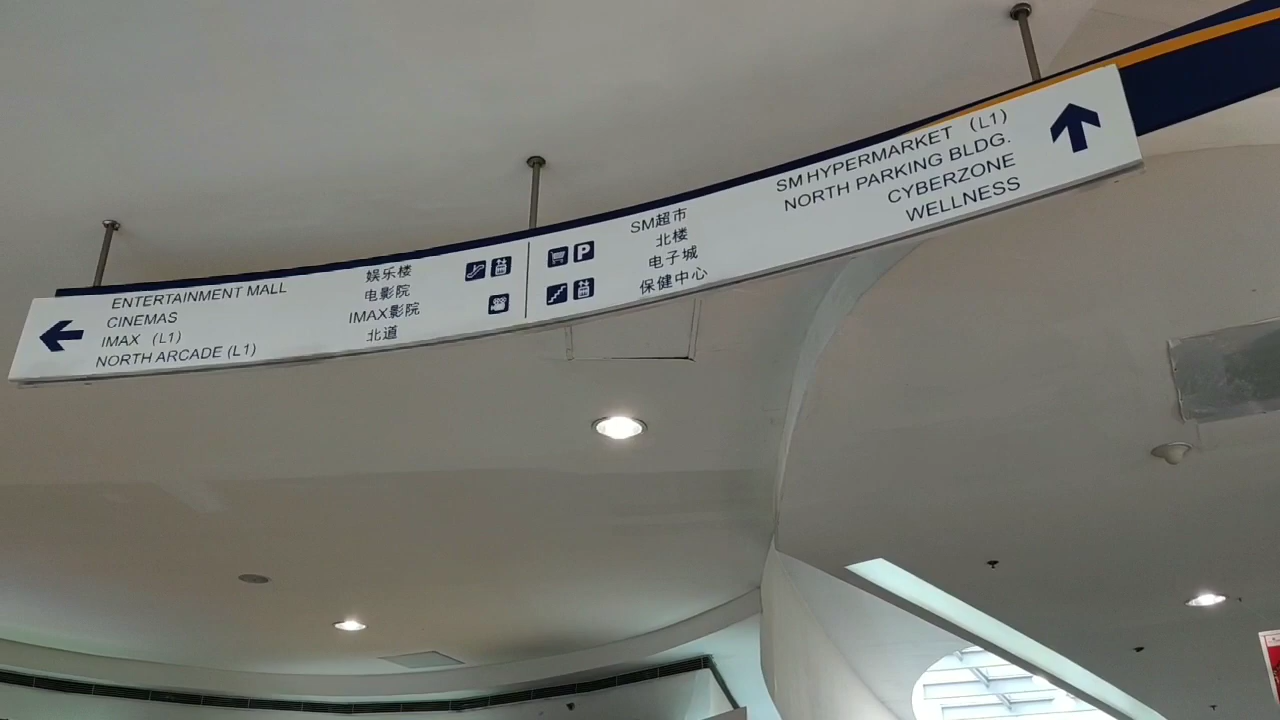 ENTERTAINMENT MALL
CINEMAS
IMAX (L1)
NORTH ARCADE (L1)
娱乐楼
电影院
IMAX影院
北道
P
SM超市
北楼
电子城
保健中心
SM HYPERMARKET (L1)
NORTH PARKING BLDG.
CYBERZONE
WELLNESS